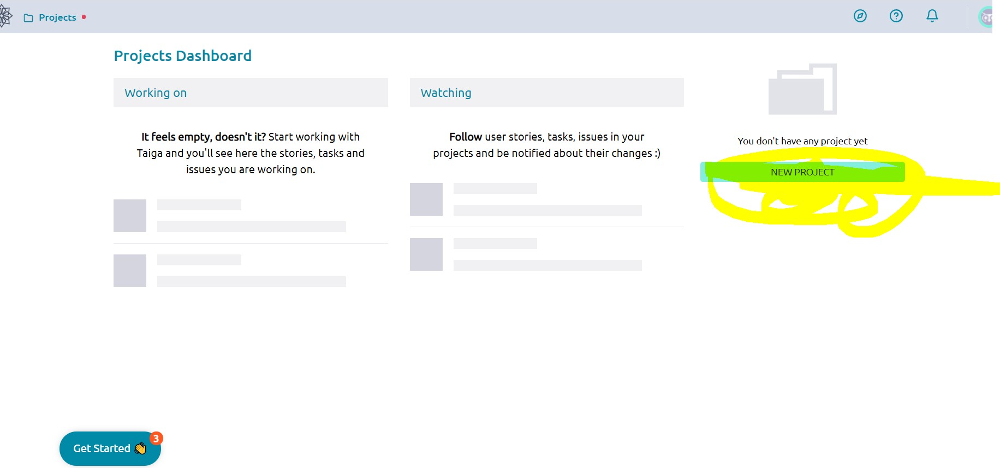 Projects
Projects Dashboard
Working on
It feels empty, doesn't it? Start working with
Taiga and you'll see here the stories, tasks and
issues you are working on.
Watching
Follow user stories, tasks, issues in your
projects and be notified about their changes :)
You don't have any project yet
NEW PROJECT
Get Started 👋
3